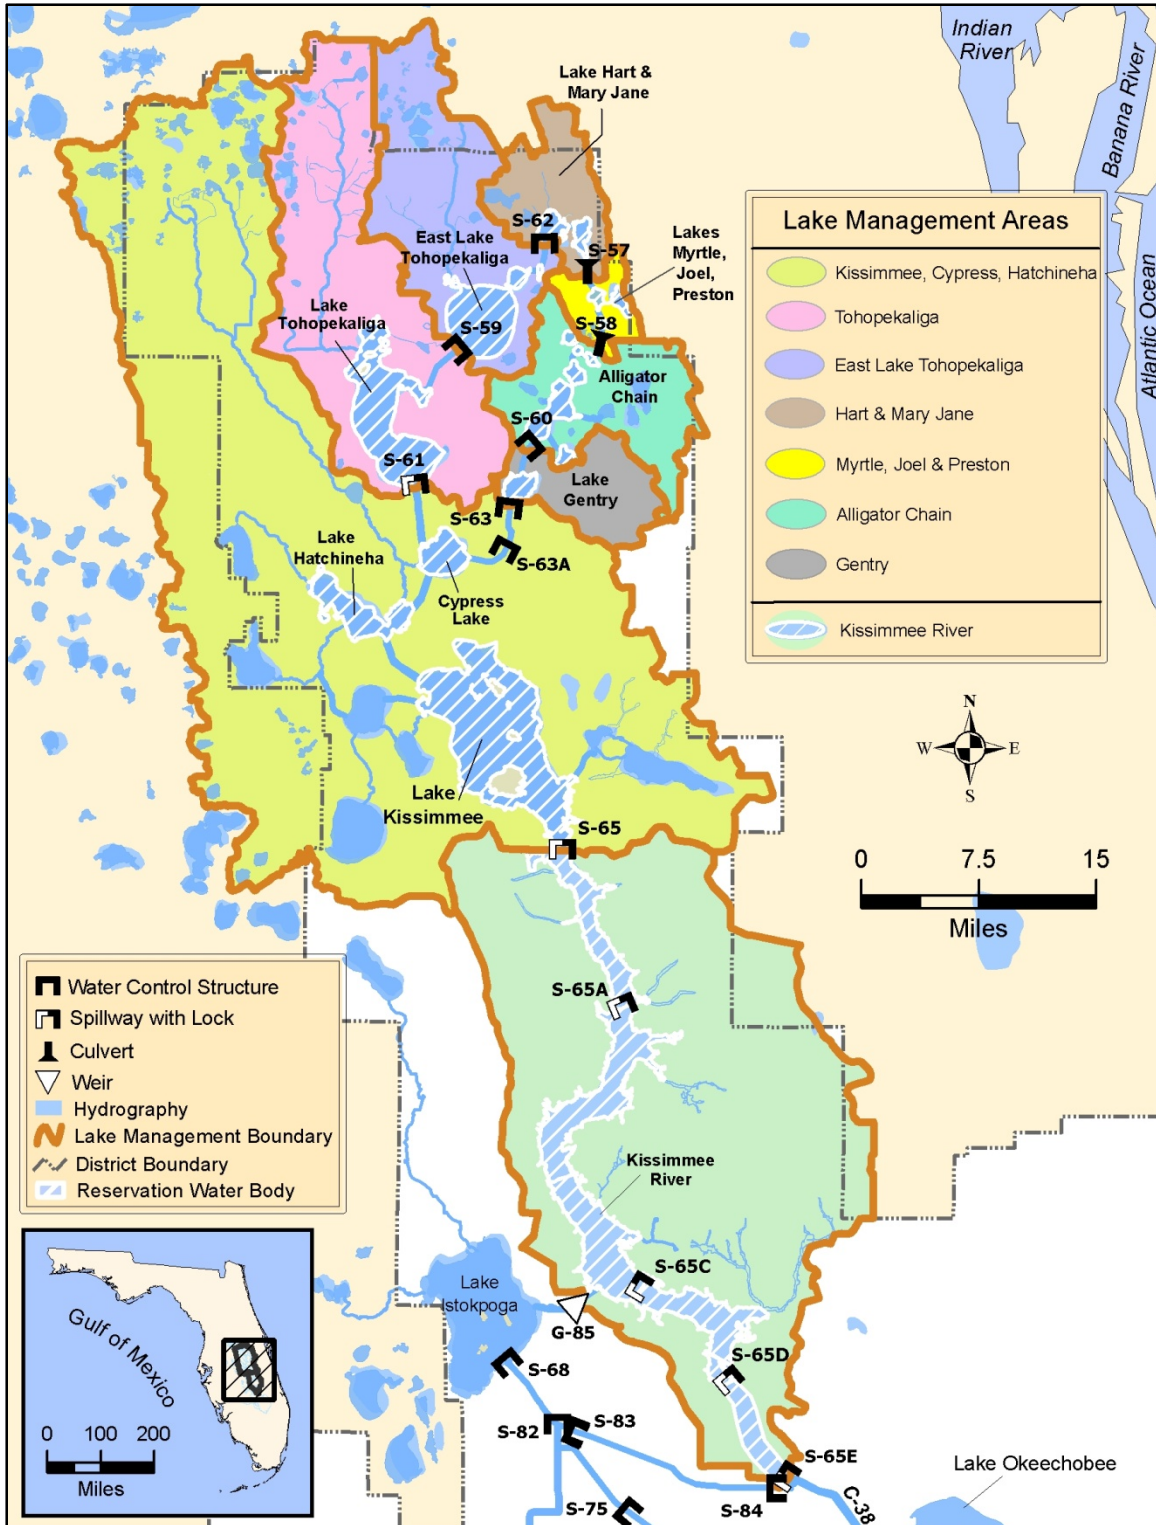 Indian
River
Banana River
Atlantic Ocean
Lake Hart &
Mary Jane
S-62
S-57
East Lake
Tohopekaliga
Lakes
Myrtle,
Joel,
Preston
Lake
Tohopekaliga
S-59
S-58
Alligator
Chain
S-60
S-61
Lake
Gentry
S-63
S-63A
Lake
Hatchineha
Cypress
Lake
Lake
Kissimmee
S-65
S-65A
Kissimmee
River
S-65C
G-85
S-65D
Lake
Istokpoga
S-68
S-82
S-83
S-65E
S-84
S-75
C-38
Lake Okeechobee
Lake Management Areas
Kissimmee, Cypress, Hatchineha
Tohopekaliga
East Lake Tohopekaliga
Hart & Mary Jane
Myrtle, Joel & Preston
Alligator Chain
Gentry
Kissimmee River
N
W
E
S
0 7.5 15
Miles
Water Control Structure
Spillway with Lock
Culvert
Weir
Hydrography
Lake Management Boundary
District Boundary
Reservation Water Body
Gulf of Mexico
0 100 200
Miles